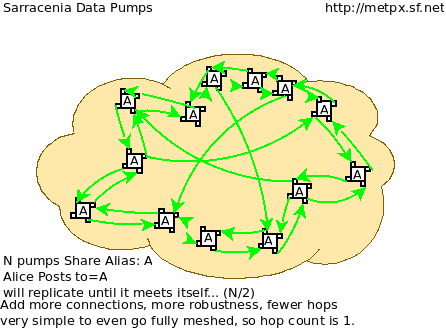 Sarracenia Data Pumps http://metpx.sf.net
A
A
A
A
A
A
A
A
A
A
A
A
A
N pumps Share Alias: A
Alice Posts to=A
will replicate until it meets itself... (N/2)
Add more connections, more robustness, fewer hops
very simple to even go fully meshed, so hop count is 1.